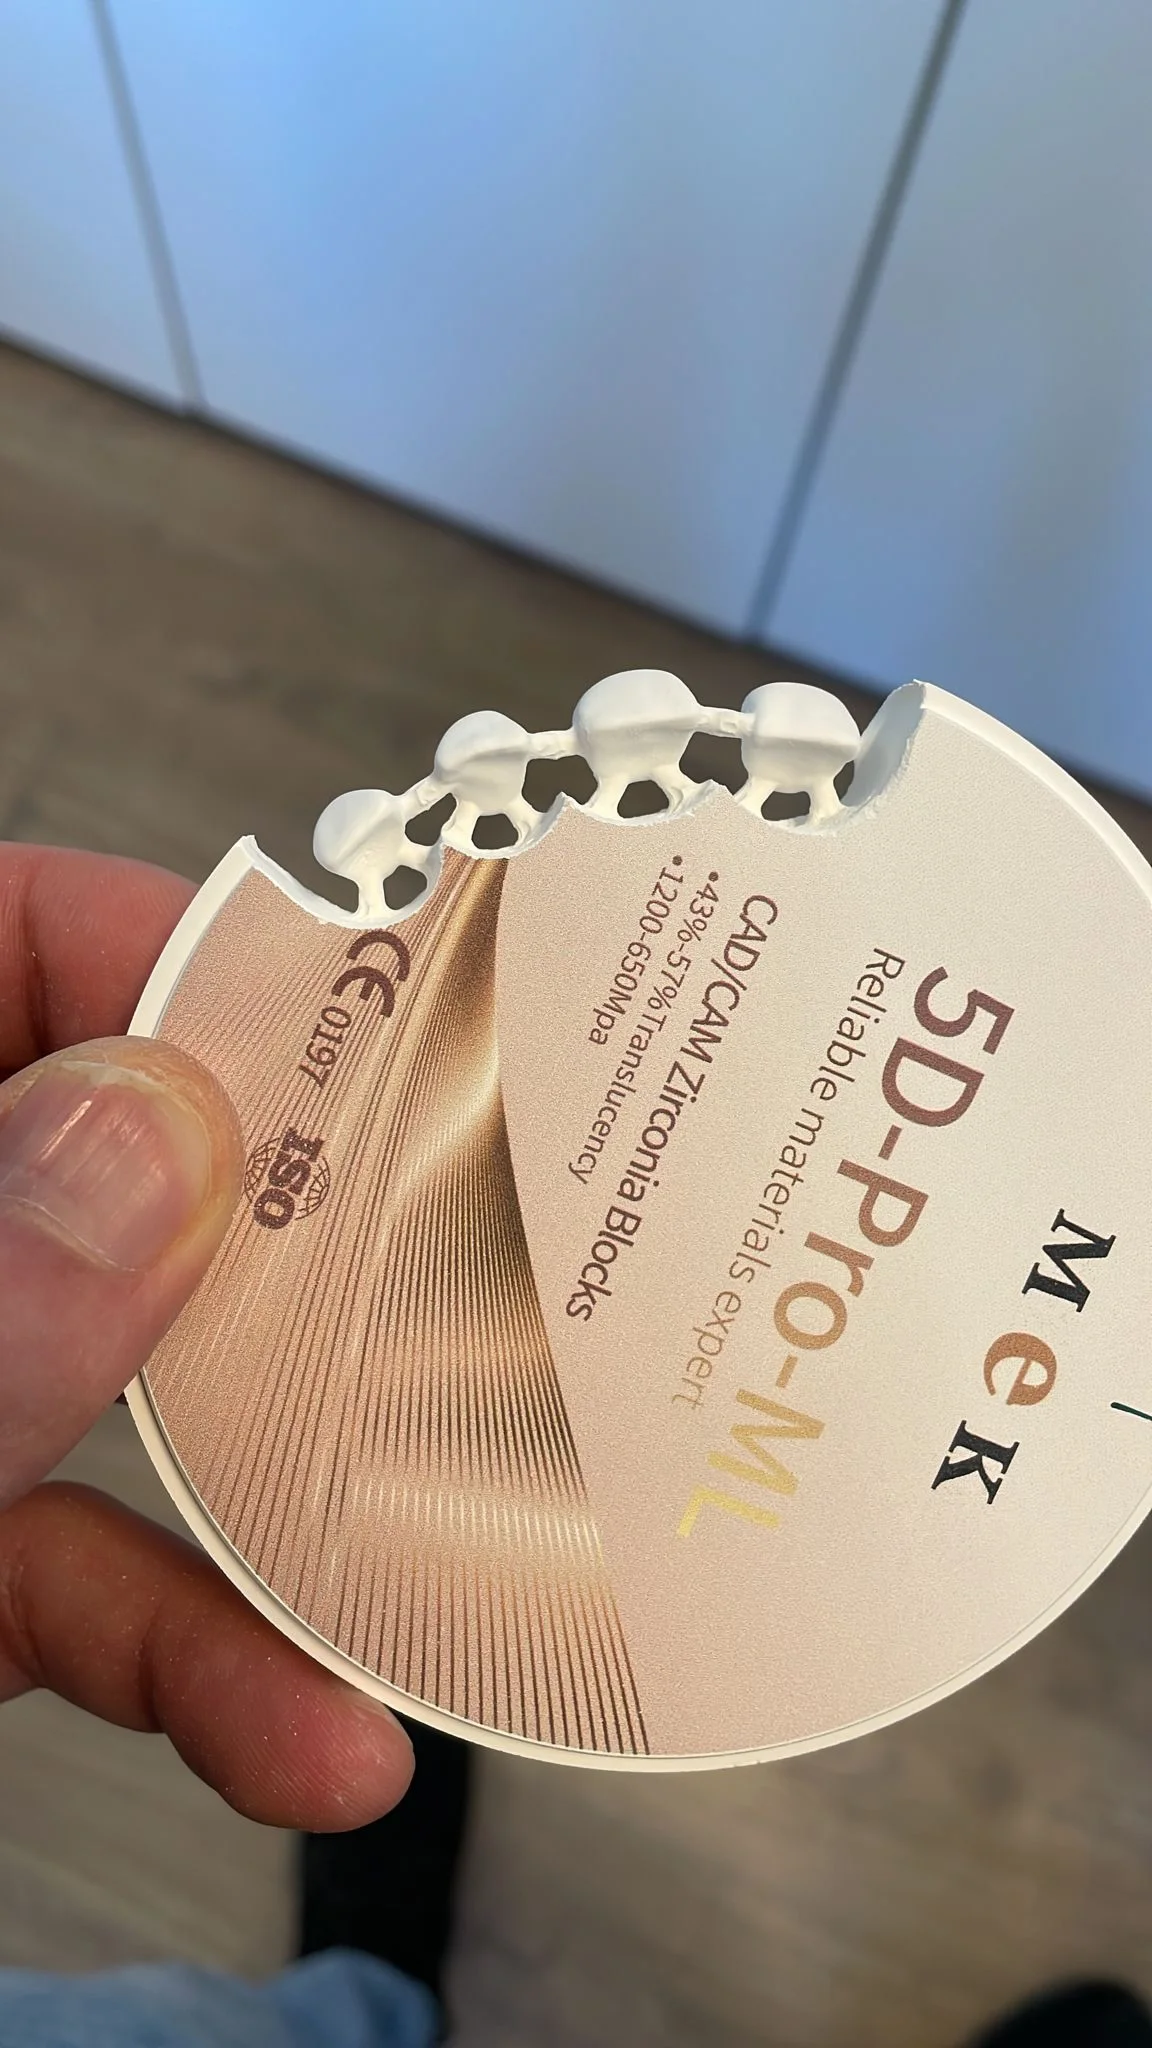 MeK
5D-Pro-ML
Reliable materials expert
CAD/CAM Zirconia Blocks
•43%-57%Translucency
•1200-650Mpa
CE 0197
ISO